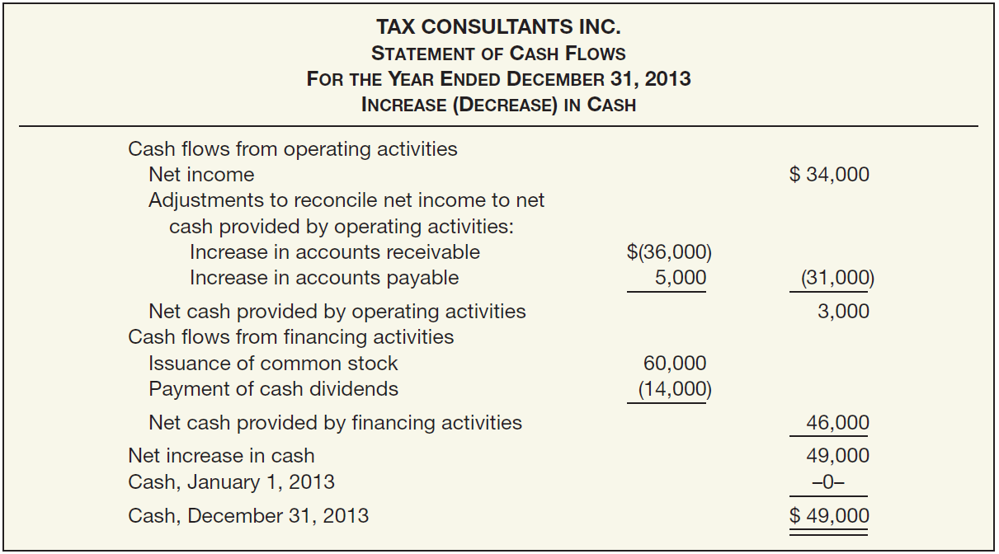 TAX CONSULTANTS INC.
STATEMENT OF CASH FLOWS
FOR THE YEAR ENDED DECEMBER 31, 2013
INCREASE (DECREASE) IN CASH
Cash flows from operating activities
Net income $ 34,000
Adjustments to reconcile net income to net
cash provided by operating activities:
Increase in accounts receivable $(36,000)
Increase in accounts payable 5,000 (31,000)
Net cash provided by operating activities 3,000
Cash flows from financing activities
Issuance of common stock 60,000
Payment of cash dividends (14,000)
Net cash provided by financing activities 46,000
Net increase in cash 49,000
Cash, January 1, 2013 –0–
Cash, December 31, 2013 $ 49,000